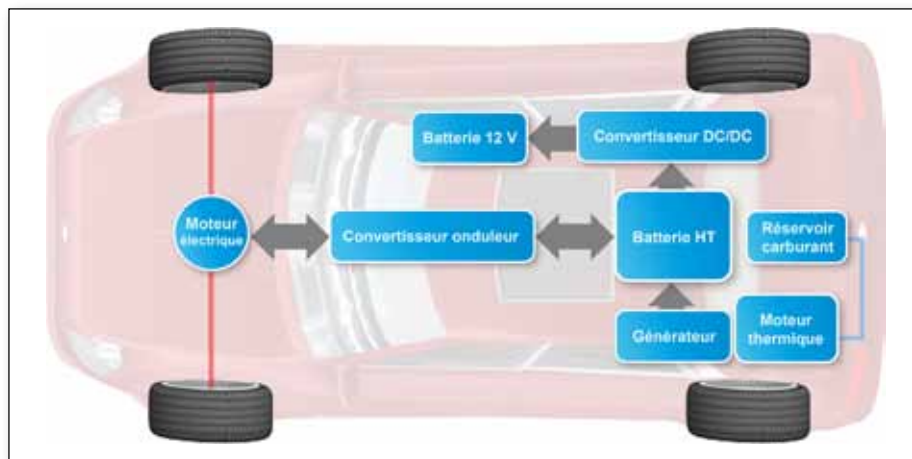 Batterie 12 V
Convertisseur DC/DC
Moteur
électrique
Convertisseur onduleur
Batterie HT
Réservoir
carburant
Générateur
Moteur
thermique